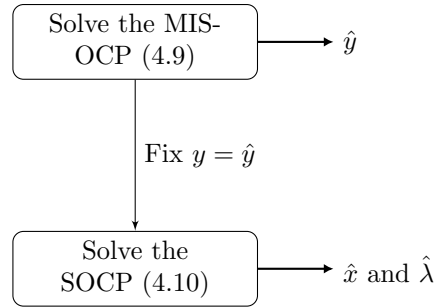 Solve the MIS-
OCP (4.9)
ŷ
Fix y = ŷ
Solve the
SOCP (4.10)
x̂ and λ̂